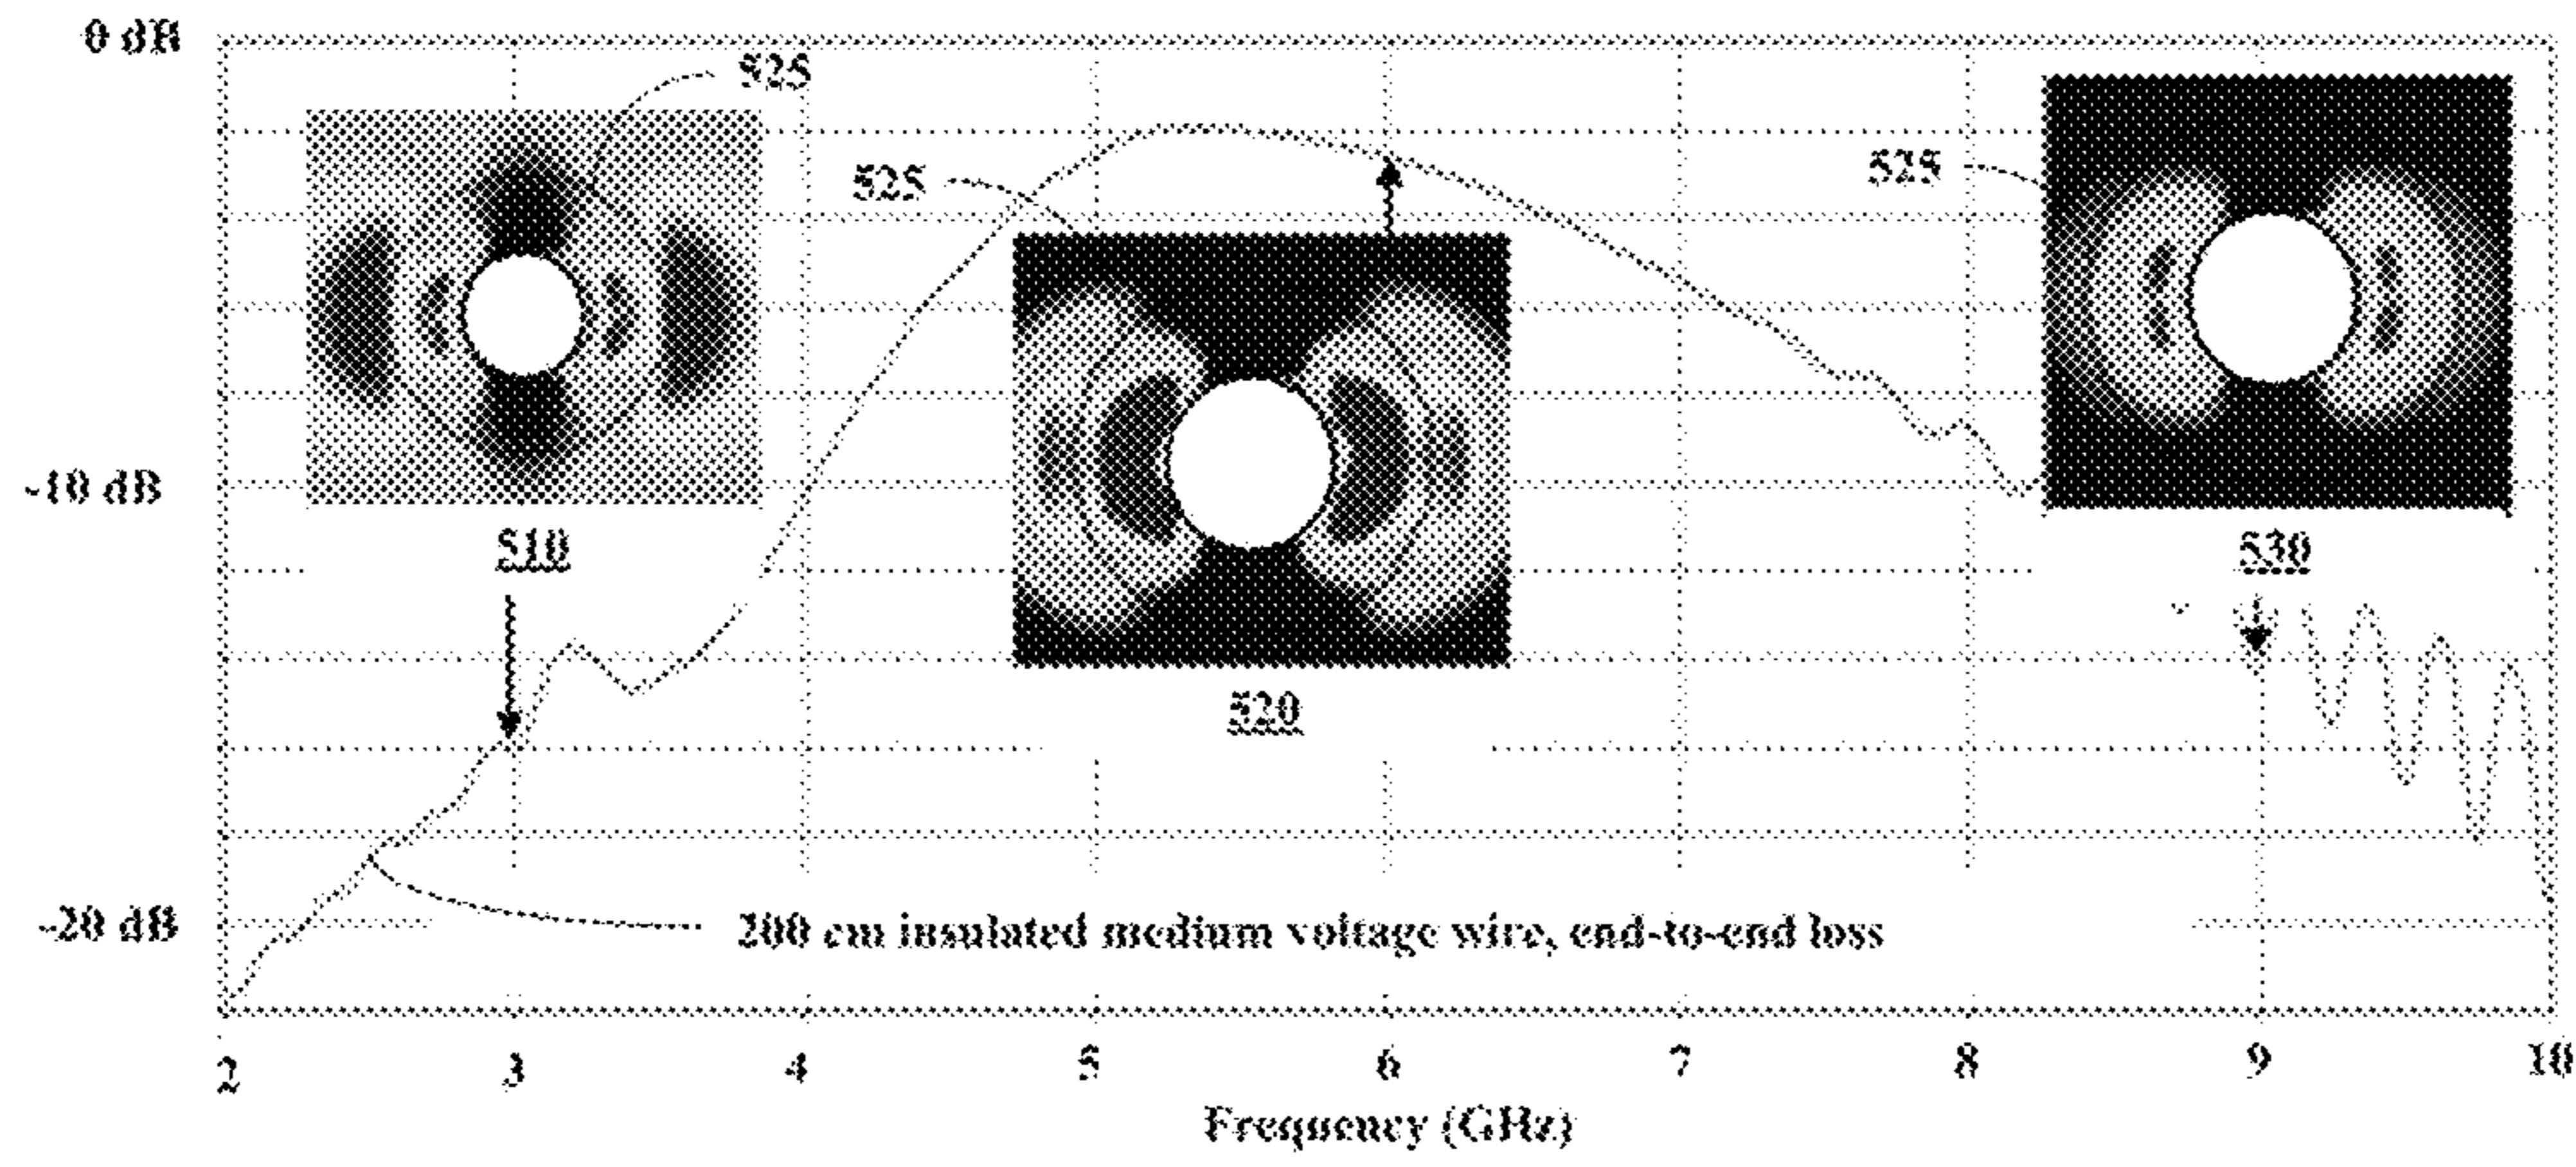 0 dB
525
525
525
-10 dB
510
530
520
-20 dB
200 cm insulated medium voltage wire, end-to-end loss
2 3 4 5 6 7 8 9 10
Frequency (GHz)